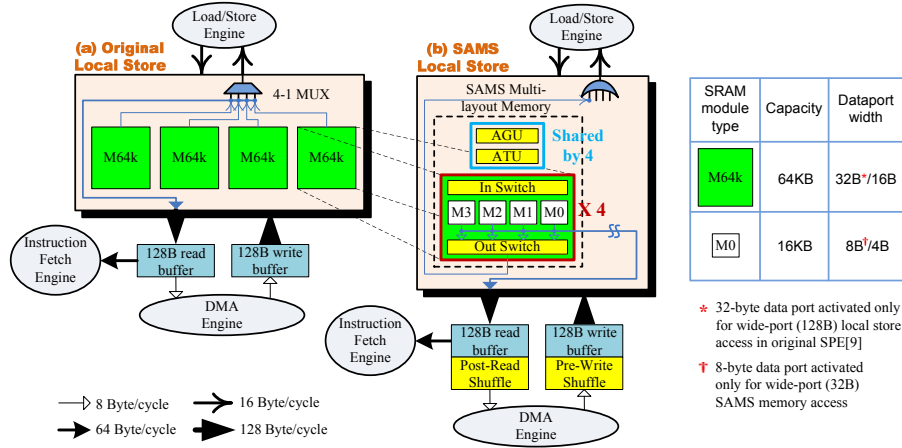 (a) Original
Local Store
Load/Store
Engine
4-1 MUX
M64k
M64k
M64k
M64k
Instruction
Fetch
Engine
128B read
buffer
128B write
buffer
DMA
Engine
8 Byte/cycle
16 Byte/cycle
64 Byte/cycle
128 Byte/cycle
(b) SAMS
Local Store
Load/Store
Engine
SAMS Multi-
layout Memory
AGU
ATU
Shared
by 4
In Switch
M3
M2
M1
M0
X 4
Out Switch
Instruction
Fetch
Engine
128B read
buffer
Post-Read
Shuffle
128B write
buffer
Pre-Write
Shuffle
DMA
Engine
SRAM
module
type
Capacity
Dataport
width
M64k
64KB
32B*/16B
M0
16KB
8B†/4B
* 32-byte data port activated only
for wide-port (128B) local store
access in original SPE[9]
† 8-byte data port activated
only for wide-port (32B)
SAMS memory access